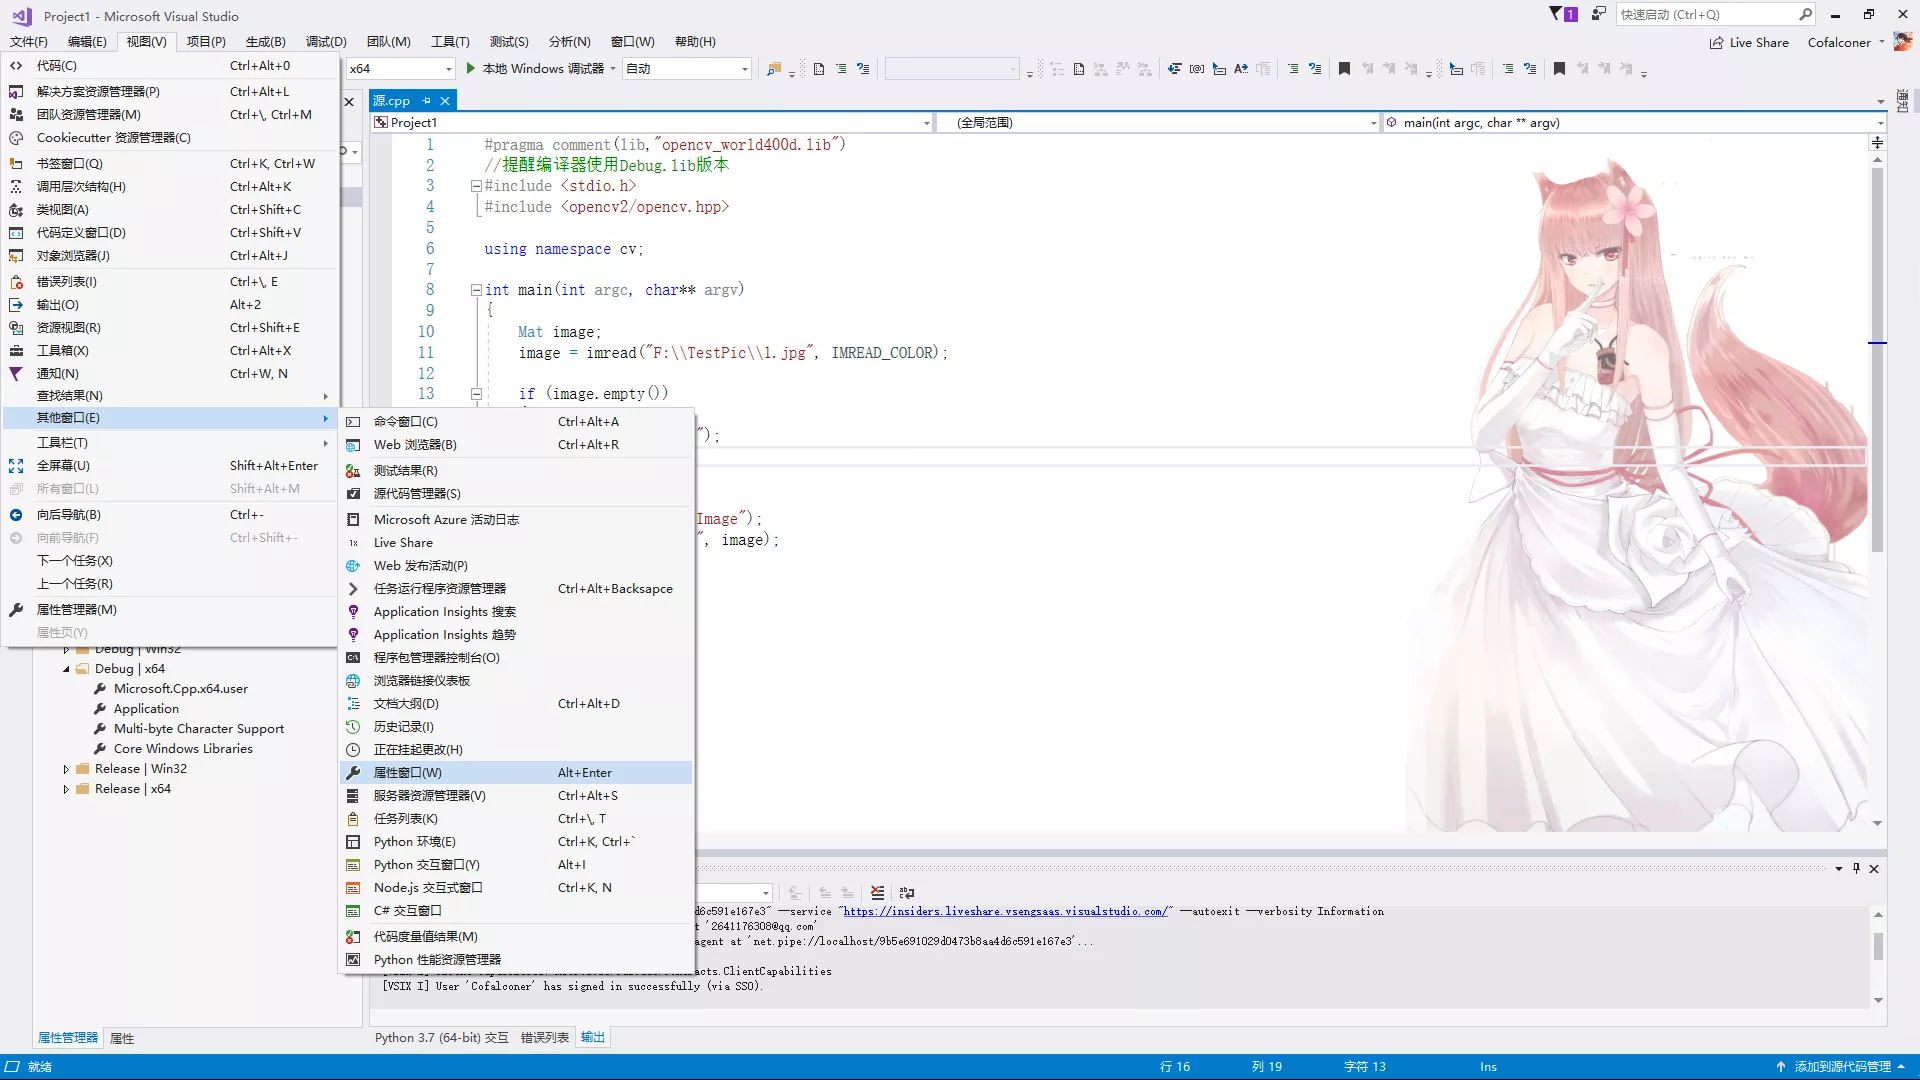 Project1 - Microsoft Visual Studio
1
快速启动 (Ctrl+Q)
文件(F) 编辑(E) 视图(V) 项目(P) 生成(B) 调试(D) 团队(M) 工具(T) 测试(S) 分析(N) 窗口(W) 帮助(H)
Live Share Cofalconer
x64 本地 Windows 调试器 自动
代码(C) Ctrl+Alt+0
解决方案资源管理器(P) Ctrl+Alt+L
团队资源管理器(M) Ctrl+\, Ctrl+M
Cookiecutter 资源管理器(C)
书签窗口(Q) Ctrl+K, Ctrl+W
调用层次结构(H) Ctrl+Alt+K
类视图(A) Ctrl+Shift+C
代码定义窗口(D) Ctrl+Shift+V
对象浏览器(J) Ctrl+Alt+J
错误列表(I) Ctrl+\, E
输出(O) Alt+2
资源视图(R) Ctrl+Shift+E
工具箱(X) Ctrl+Alt+X
通知(N) Ctrl+W, N
查找结果(N)
其他窗口(E)
工具栏(T)
全屏幕(U) Shift+Alt+Enter
所有窗口(L) Shift+Alt+M
向后导航(B) Ctrl+-
向前导航(F) Ctrl+Shift+-
下一个任务(X)
上一个任务(R)
属性管理器(M)
属性页(Y)
Debug | Win32
Debug | x64
Microsoft.Cpp.x64.user
Application
Multi-byte Character Support
Core Windows Libraries
Release | Win32
Release | x64
属性管理器 属性
命令窗口(C) Ctrl+Alt+A
Web 浏览器(B) Ctrl+Alt+R
测试结果(R)
源代码管理器(S)
Microsoft Azure 活动日志
Live Share
Web 发布活动(P)
任务运行程序资源管理器 Ctrl+Alt+Backsapce
Application Insights 搜索
Application Insights 趋势
程序包管理器控制台(O)
浏览器链接仪表板
文档大纲(D) Ctrl+Alt+D
历史记录(I)
正在挂起更改(H)
属性窗口(W) Alt+Enter
服务器资源管理器(V) Ctrl+Alt+S
任务列表(K) Ctrl+\, T
Python 环境(E) Ctrl+K, Ctrl+`
Python 交互窗口(Y) Alt+I
Node.js 交互式窗口 Ctrl+K, N
C# 交互窗口
代码度量值结果(M)
Python 性能资源管理器
源.cpp
Project1 (全局范围) main(int argc, char ** argv)
通知
1 #pragma comment(lib,"opencv_world400d.lib")
2 //提醒编译器使用Debug.lib版本
3 #include <stdio.h>
4 #include <opencv2/opencv.hpp>
5
6 using namespace cv;
7
8 int main(int argc, char** argv)
9 {
10 Mat image;
11 image = imread("F:\\TestPic\\1.jpg", IMREAD_COLOR);
12
13 if (image.empty())
");
Image");
", image);
d6c591e167e3" --service "https://insiders.liveshare.vsengsaas.visualstudio.com/" --autoexit --verbosity Information
t '2641176308@qq.com'
agent at 'net.pipe://localhost/9b5e691029d0473b8aa4d6c591e167e3'...
acts.ClientCapabilities
[VSIX I] User 'Cofalconer' has signed in successfully (via SSO).
Python 3.7 (64-bit) 交互 错误列表 输出
就绪 行 16 列 19 字符 13 Ins 添加到源代码管理